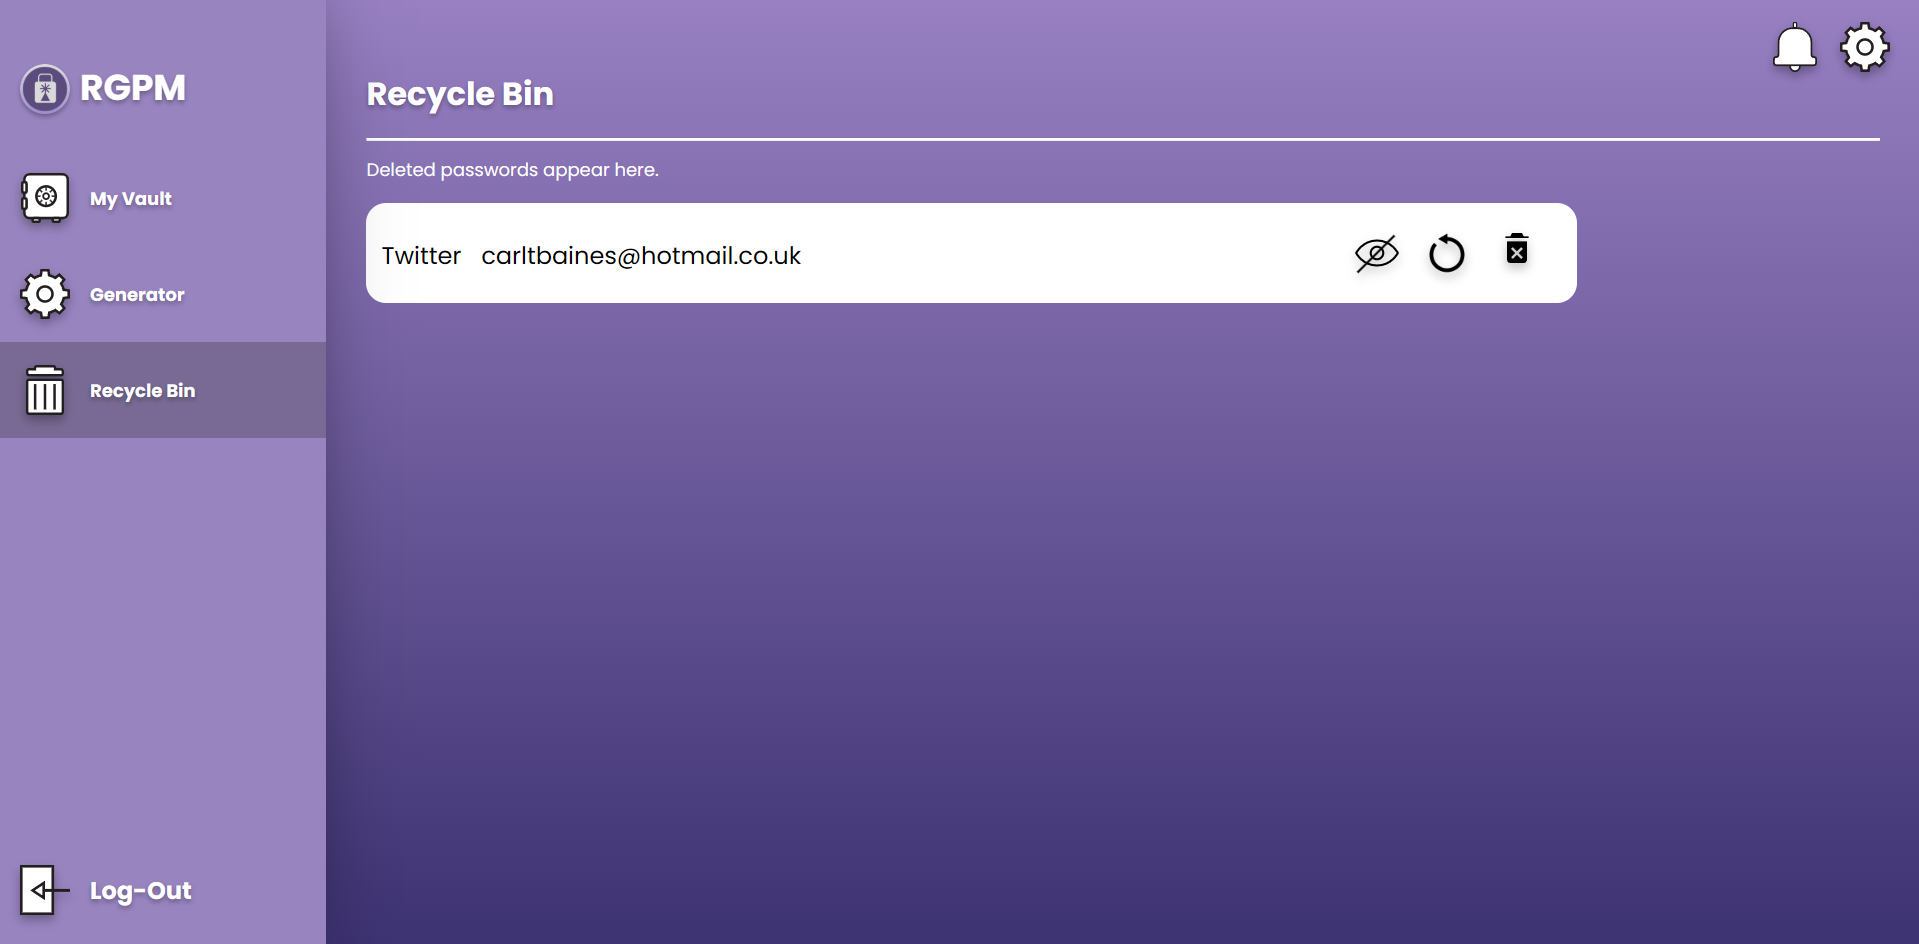 RGPM
My Vault
Generator
Recycle Bin
Log-Out
Recycle Bin
Deleted passwords appear here.
Twitter carltbaines@hotmail.co.uk